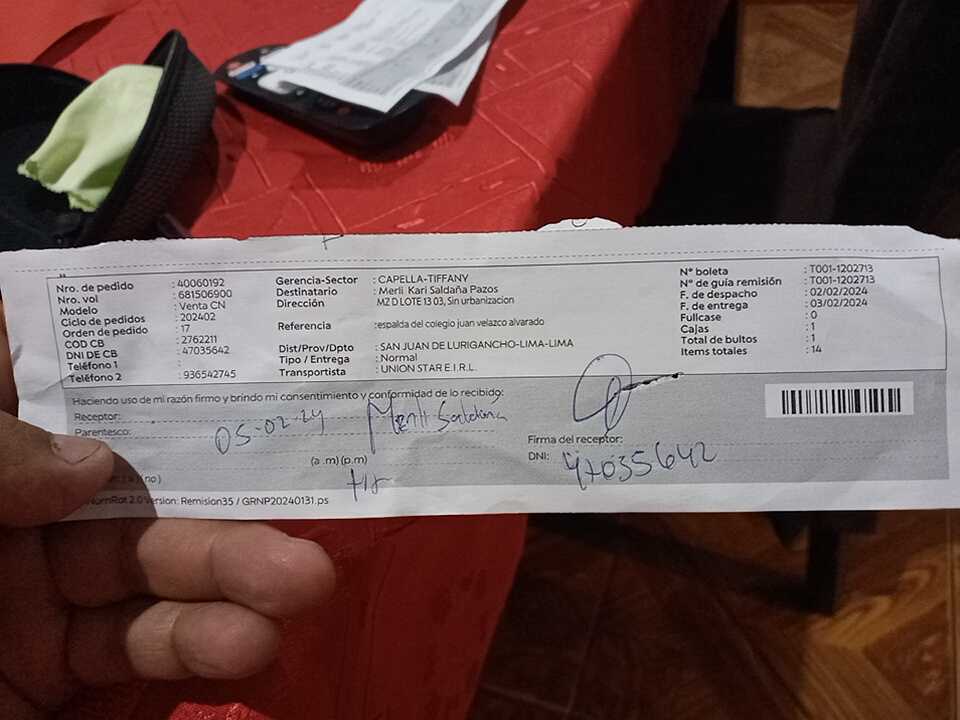 Nro. de pedido : 40060192
Nro. vol : 681506900
Modelo : Venta CN
Ciclo de pedidos : 202402
Orden de pedido : 17
COD CB : 2762211
DNI DE CB : 47035642
Teléfono 1 :
Teléfono 2 : 936542745
Gerencia-Sector : CAPELLA-TIFFANY
Destinatario : Merli Kari Saldaña Pazos
Dirección : MZ D LOTE 13 03, Sin urbanizacion
Referencia :espalda del colegio juan velazco alvarado
Dist/Prov/Dpto : SAN JUAN DE LURIGANCHO-LIMA-LIMA
Tipo / Entrega : Normal
Transportista : UNION STAR E.I.R.L.
N° boleta : T001-1202713
N° de guía remisión : T001-1202713
F. de despacho : 02/02/2024
F. de entrega : 03/02/2024
Fullcase : 0
Cajas : 1
Total de bultos : 1
Items totales : 14
Haciendo uso de mi razón firmo y brindo mi consentimiento y conformidad de lo recibido:
Receptor: Merli Saldaña
Parentesco: 05-02-24
Firma del receptor:
(a .m) (p.m)
DNI: 47035642
) ( no )
2.0 Version: Remision35 / GRNP20240131.ps